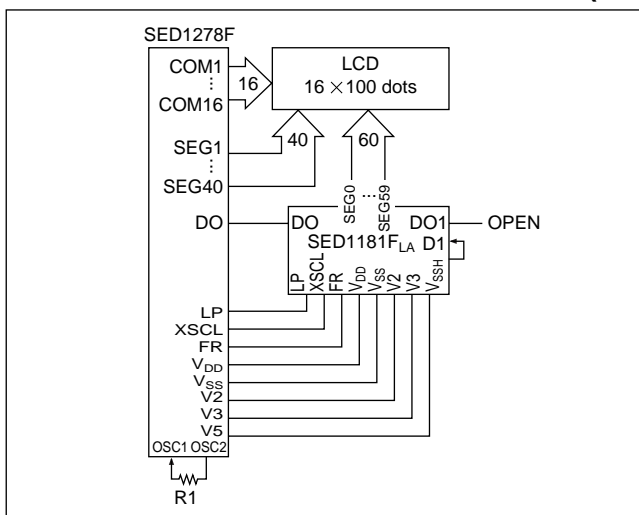 SED1278F
COM1
⋮
COM16
16
LCD
16 × 100 dots
SEG1
⋮
SEG40
40
60
SEG0 ... SEG59
DO
DO
DO1
OPEN
SED1181FLA
D1
LP
XSCL
FR
VDD
VSS
V2
V3
VSSH
LP
XSCL
FR
VDD
VSS
V2
V3
V5
OSC1 OSC2
R1